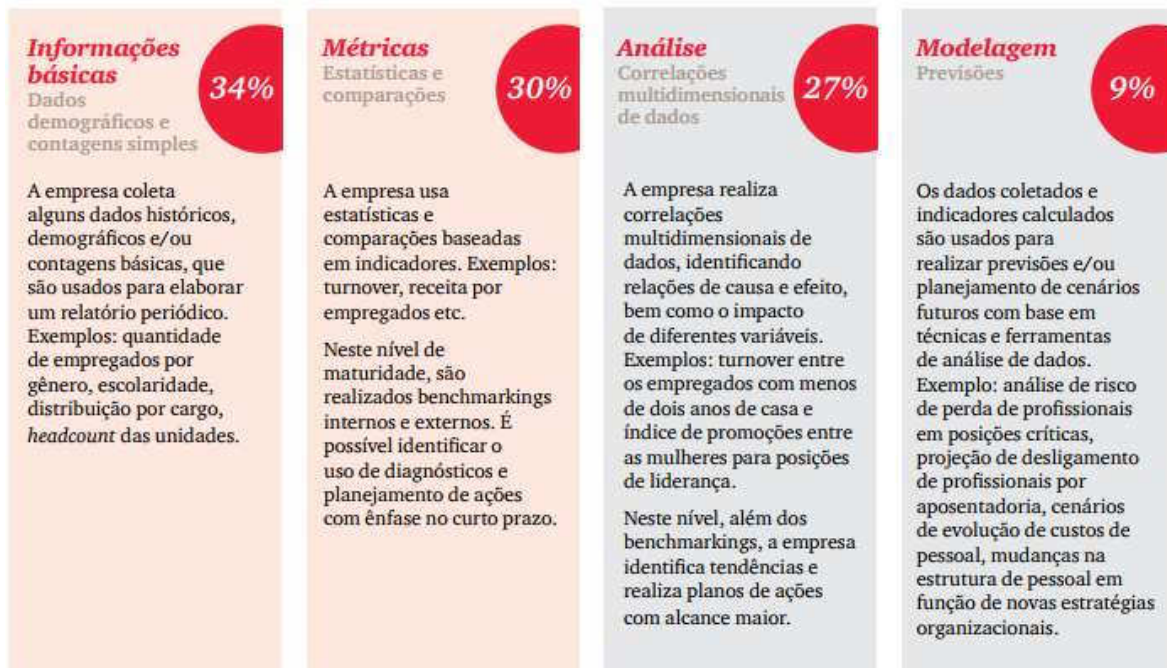 Informações
básicas
34%
Dados
demográficos e
contagens simples
A empresa coleta
alguns dados históricos,
demográficos e/ou
contagens básicas, que
são usados para elaborar
um relatório periódico.
Exemplos: quantidade
de empregados por
gênero, escolaridade,
distribuição por cargo,
headcount das unidades.
Métricas
Estatísticas e
comparações
30%
A empresa usa
estatísticas e
comparações baseadas
em indicadores. Exemplos:
turnover, receita por
empregados etc.
Neste nível de
maturidade, são
realizados benchmarkings
internos e externos. É
possível identificar o
uso de diagnósticos e
planejamento de ações
com ênfase no curto prazo.
Análise
Correlações
multidimensionais
de dados
27%
A empresa realiza
correlações
multidimensionais de
dados, identificando
relações de causa e efeito,
bem como o impacto
de diferentes variáveis.
Exemplos: turnover entre
os empregados com menos
de dois anos de casa e
índice de promoções entre
as mulheres para posições
de liderança.
Neste nível, além dos
benchmarkings, a empresa
identifica tendências e
realiza planos de ações
com alcance maior.
Modelagem
Previsões
9%
Os dados coletados e
indicadores calculados
são usados para
realizar previsões e/ou
planejamento de cenários
futuros com base em
técnicas e ferramentas
de análise de dados.
Exemplo: análise de risco
de perda de profissionais
em posições críticas,
projeção de desligamento
de profissionais por
aposentadoria, cenários
de evolução de custos de
pessoal, mudanças na
estrutura de pessoal em
função de novas estratégias
organizacionais.